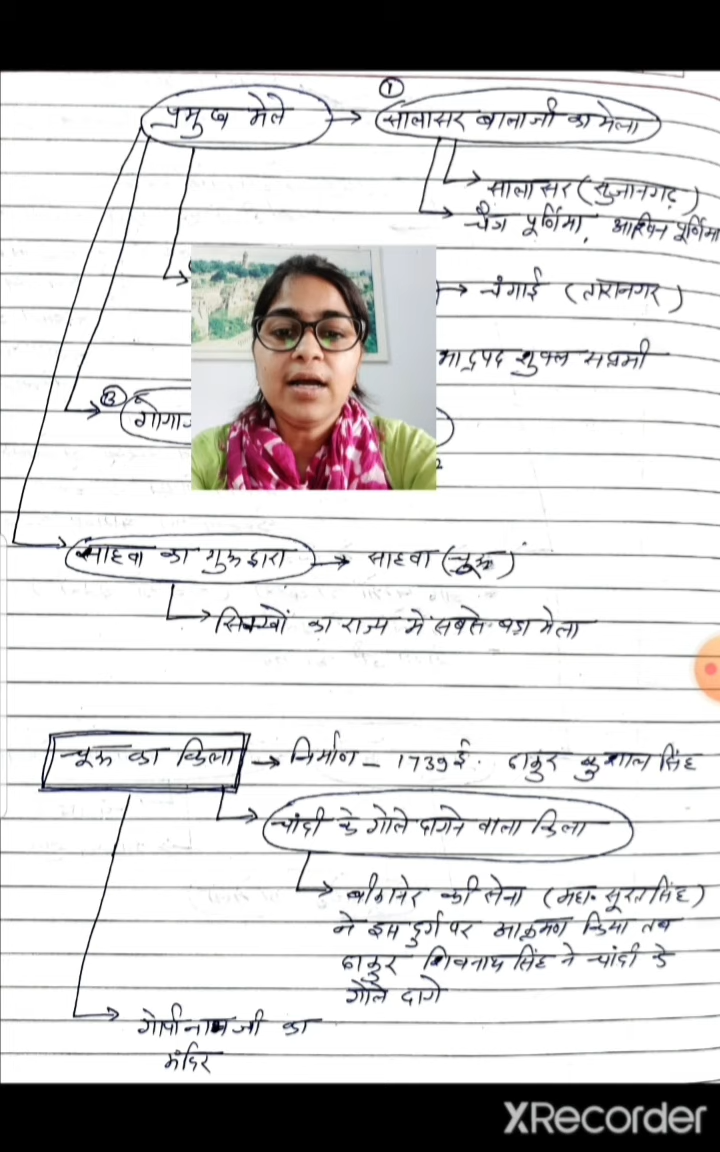 ①
प्रमुख मेले → सालासर बालाजी का मेला
→ सालासर (सुजानगढ़)
→ चैत्र पूर्णिमा, आश्विन पूर्णिमा
→ चंगाई (तारानगर)
भाद्रपद शुक्ल सप्तमी
③ गोगा
साहवा का गुरुद्वारा → साहवा (चूरू)
→ सिक्खों का राज्य में सबसे बड़ा मेला
चूरू का किला → निर्माण - 1739 ई. ठाकुर कुशाल सिंह
→ चांदी के गोले दागने वाला किला
→ बीकानेर की सेना (महा. सूरतसिंह)
ने इस दुर्ग पर आक्रमण किया तब
ठाकुर शिवनाथ सिंह ने चांदी के
गोले दागे
→ गोपीनाथ जी का
मंदिर
XRecorder